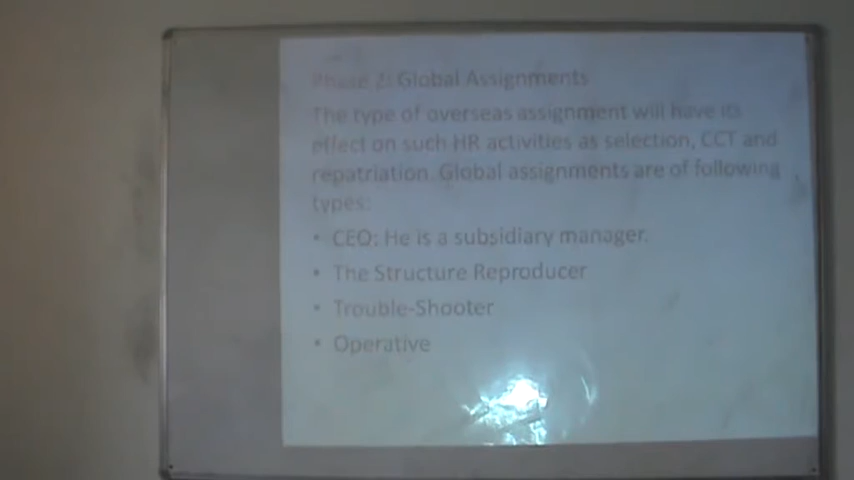 Phase 2: Global Assignments
The type of overseas assignment will have its
effect on such HR activities as selection, CCT and
repatriation. Global assignments are of following
types:
• CEO: He is a subsidiary manager.
• The Structure Reproducer
• Trouble-Shooter
• Operative